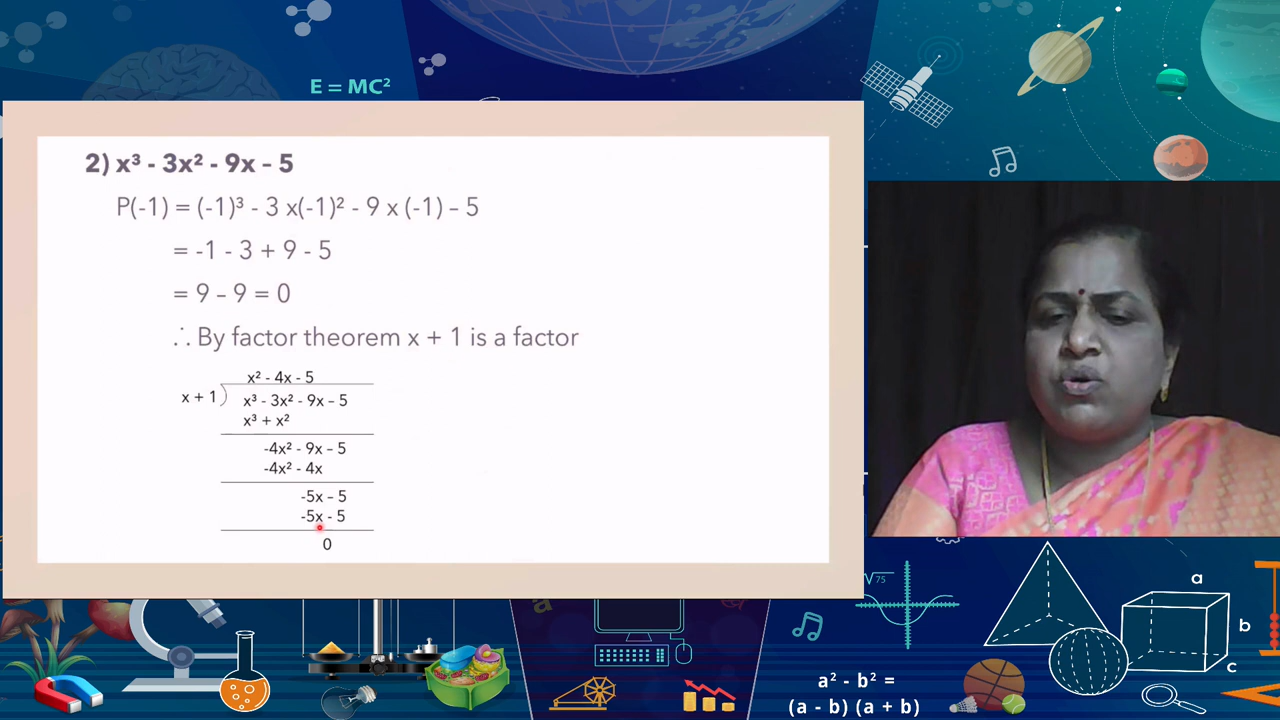 E = MC²
2) x³ - 3x² - 9x – 5
P(-1) = (-1)³ - 3 x(-1)² - 9 x (-1) – 5
= -1 - 3 + 9 - 5
= 9 – 9 = 0
∴ By factor theorem x + 1 is a factor
x² - 4x - 5
x + 1) x³ - 3x² - 9x – 5
x³ + x²
-4x² - 9x – 5
-4x² - 4x
-5x – 5
-5x - 5
0
√75
a
b
c
a² - b² =
(a - b) (a + b)